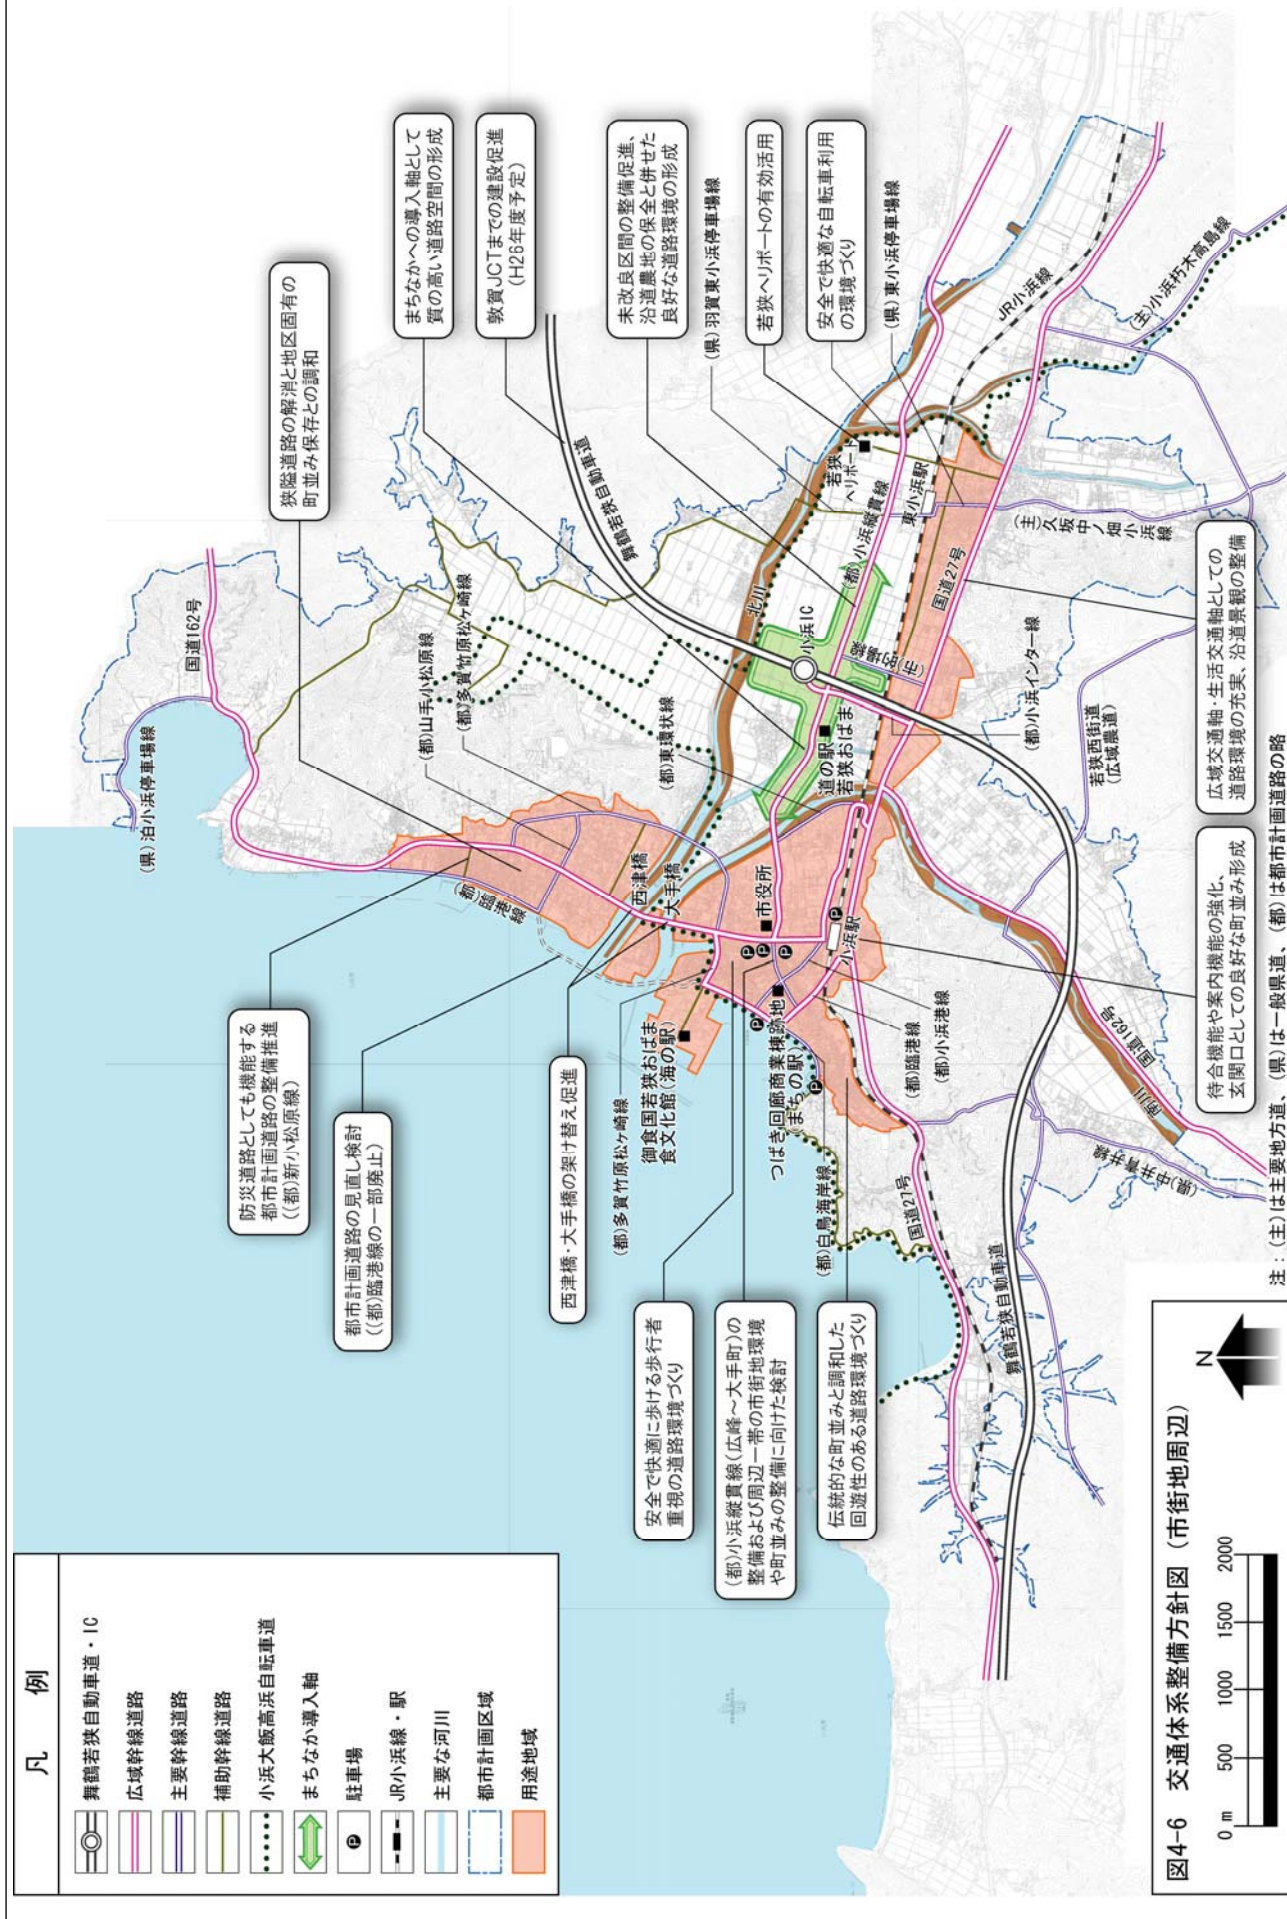 凡　例
舞鶴若狭自動車道・IC
広域幹線道路
主要幹線道路
補助幹線道路
小浜大飯高浜自転車道
まちなか導入軸
駐車場
JR小浜線・駅
主要な河川
都市計画区域
用途地域
狭隘道路の解消と地区固有の
町並み保存との調和
まちなかへの導入軸として
質の高い道路空間の形成
敦賀JCTまでの建設促進
(H26年度予定)
未改良区間の整備促進、
沿道農地の保全と併せた
良好な道路環境の形成
(県)羽賀東小浜停車場線
若狭ヘリポートの有効活用
安全で快適な自転車利用
の環境づくり
(県)東小浜停車場線
防災道路としても機能する
都市計画道路の整備推進
((都)新小松原線)
都市計画道路の見直し検討
((都)臨港線の一部廃止)
西津橋・大手橋の架け替え促進
(都)多賀竹原松ケ崎線
御食国若狭おばま
食文化館(海の駅)
安全で快適に歩ける歩行者
重視の道路環境づくり
(都)小浜縦貫線(広峰～大手町)の
整備および周辺一帯の市街地環境
や町並みの整備に向けた検討
伝統的な町並みと調和した
回遊性のある道路環境づくり
つばき回廊商業棟跡地
(まちの駅)
(都)白鳥海岸線
(県)泊小浜停車場線
国道162号
(都)山手小松原線
(都)多賀竹原松ケ崎線
(都)東環状線
(都)臨港線
西津橋
大手橋
市役所
小浜駅
P
P
P
P
P
P
(都)臨港線
(都)小浜港線
道の駅
若狭おばま
小浜IC
(市)的場線
北川
舞鶴若狭自動車道
(都)小浜縦貫線
若狭
ヘリポート
東小浜駅
国道27号
JR小浜線
(主)小浜朽木高島線
(主)久坂中ノ畑小浜線
(都)小浜インター線
若狭西街道
(広域農道)
広域交通軸・生活交通軸としての
道路環境の充実、沿道景観の整備
待合機能や案内機能の強化、
玄関口としての良好な町並み形成
国道162号
南川
(県)中井青井線
国道27号
舞鶴若狭自動車道
注：(主)は主要地方道、(県)は一般県道、(都)は都市計画道路の略
N
図4-6　交通体系整備方針図（市街地周辺）
0 m 500 1000 1500 2000